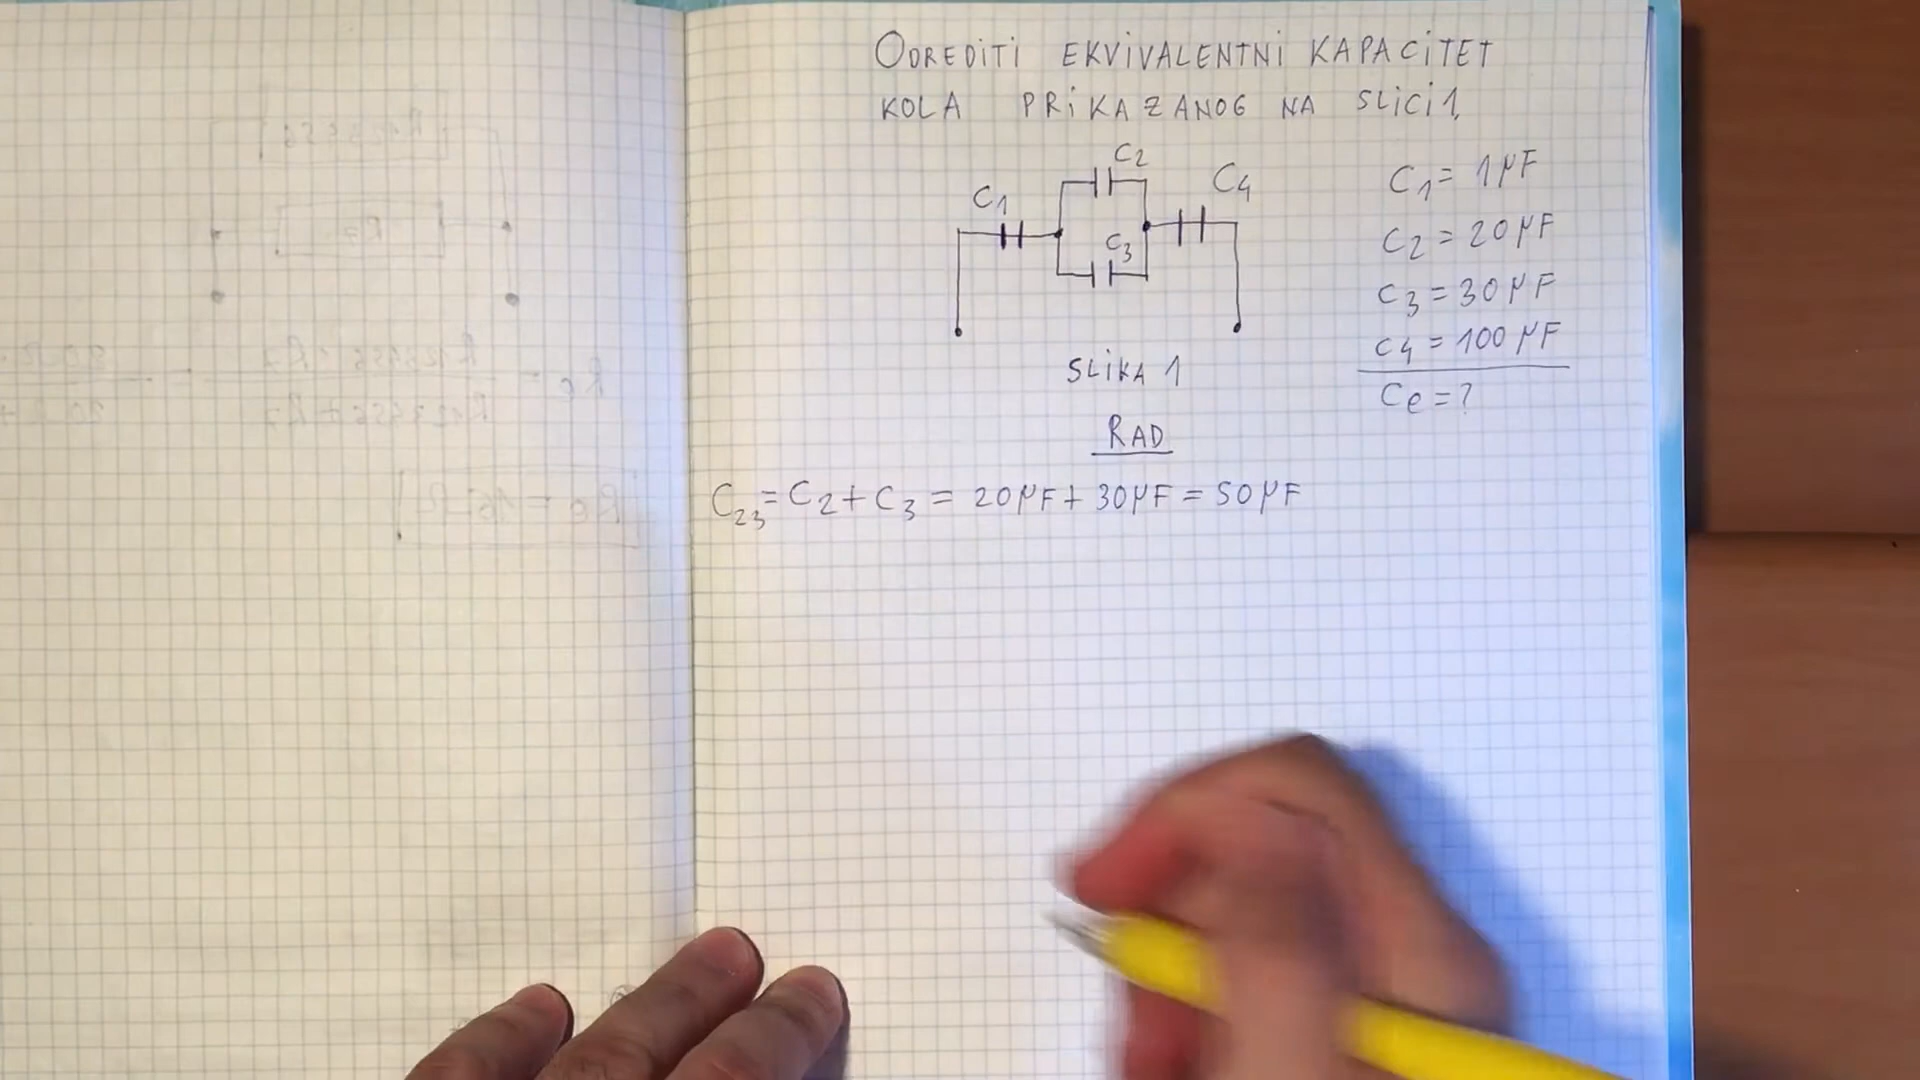 ODREDITI EKVIVALENTNI KAPACITET
KOLA PRIKAZANOG NA SLICI 1.
C2
C1
C4
C3
C1 = 1μF
C2 = 20μF
C3 = 30μF
C4 = 100μF
Ce = ?
SLIKA 1
RAD
C23 = C2 + C3 = 20μF + 30μF = 50μF